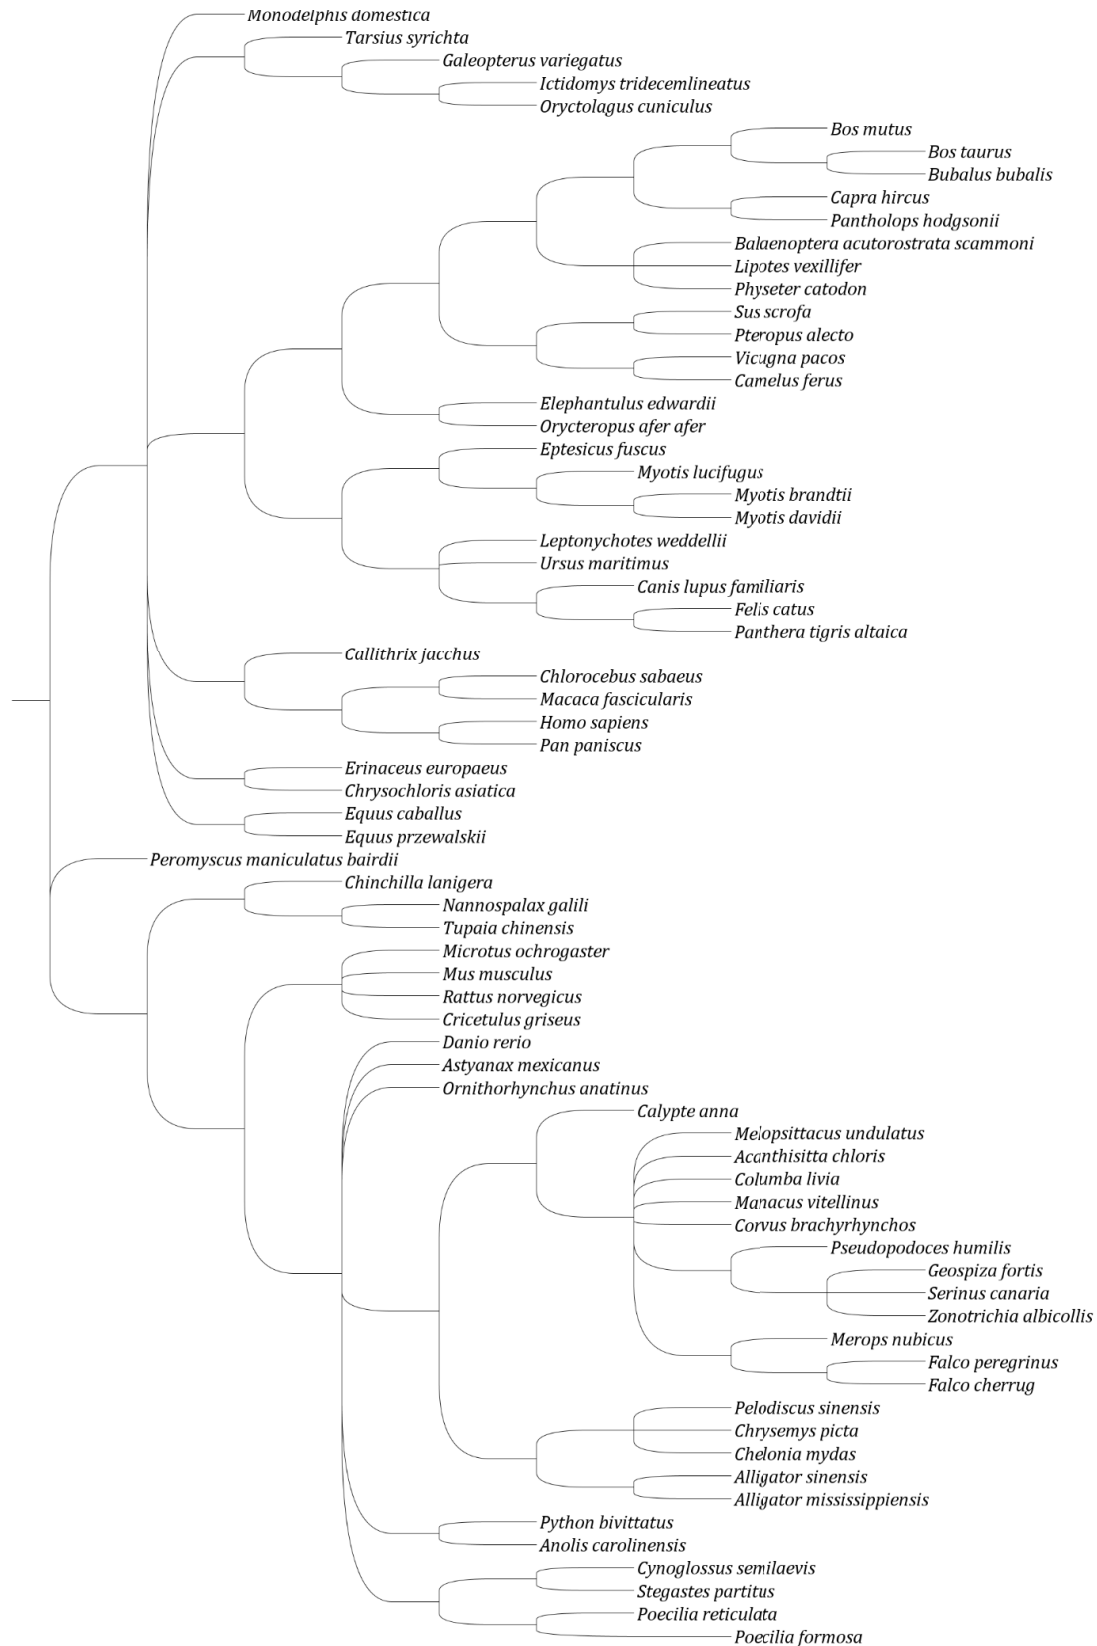 Monodelphis domestica
Tarsius syrichta
Galeopterus variegatus
Ictidomys tridecemlineatus
Oryctolagus cuniculus
Bos mutus
Bos taurus
Bubalus bubalis
Capra hircus
Pantholops hodgsonii
Balaenoptera acutorostrata scammoni
Lipotes vexillifer
Physeter catodon
Sus scrofa
Pteropus alecto
Vicugna pacos
Camelus ferus
Elephantulus edwardii
Orycteropus afer afer
Eptesicus fuscus
Myotis lucifugus
Myotis brandtii
Myotis davidii
Leptonychotes weddellii
Ursus maritimus
Canis lupus familiaris
Felis catus
Panthera tigris altaica
Callithrix jacchus
Chlorocebus sabaeus
Macaca fascicularis
Homo sapiens
Pan paniscus
Erinaceus europaeus
Chrysochloris asiatica
Equus caballus
Equus przewalskii
Peromyscus maniculatus bairdii
Chinchilla lanigera
Nannospalax galili
Tupaia chinensis
Microtus ochrogaster
Mus musculus
Rattus norvegicus
Cricetulus griseus
Danio rerio
Astyanax mexicanus
Ornithorhynchus anatinus
Calypte anna
Melopsittacus undulatus
Acanthisitta chloris
Columba livia
Manacus vitellinus
Corvus brachyrhynchos
Pseudopodoces humilis
Geospiza fortis
Serinus canaria
Zonotrichia albicollis
Merops nubicus
Falco peregrinus
Falco cherrug
Pelodiscus sinensis
Chrysemys picta
Chelonia mydas
Alligator sinensis
Alligator mississippiensis
Python bivittatus
Anolis carolinensis
Cynoglossus semilaevis
Stegastes partitus
Poecilia reticulata
Poecilia formosa